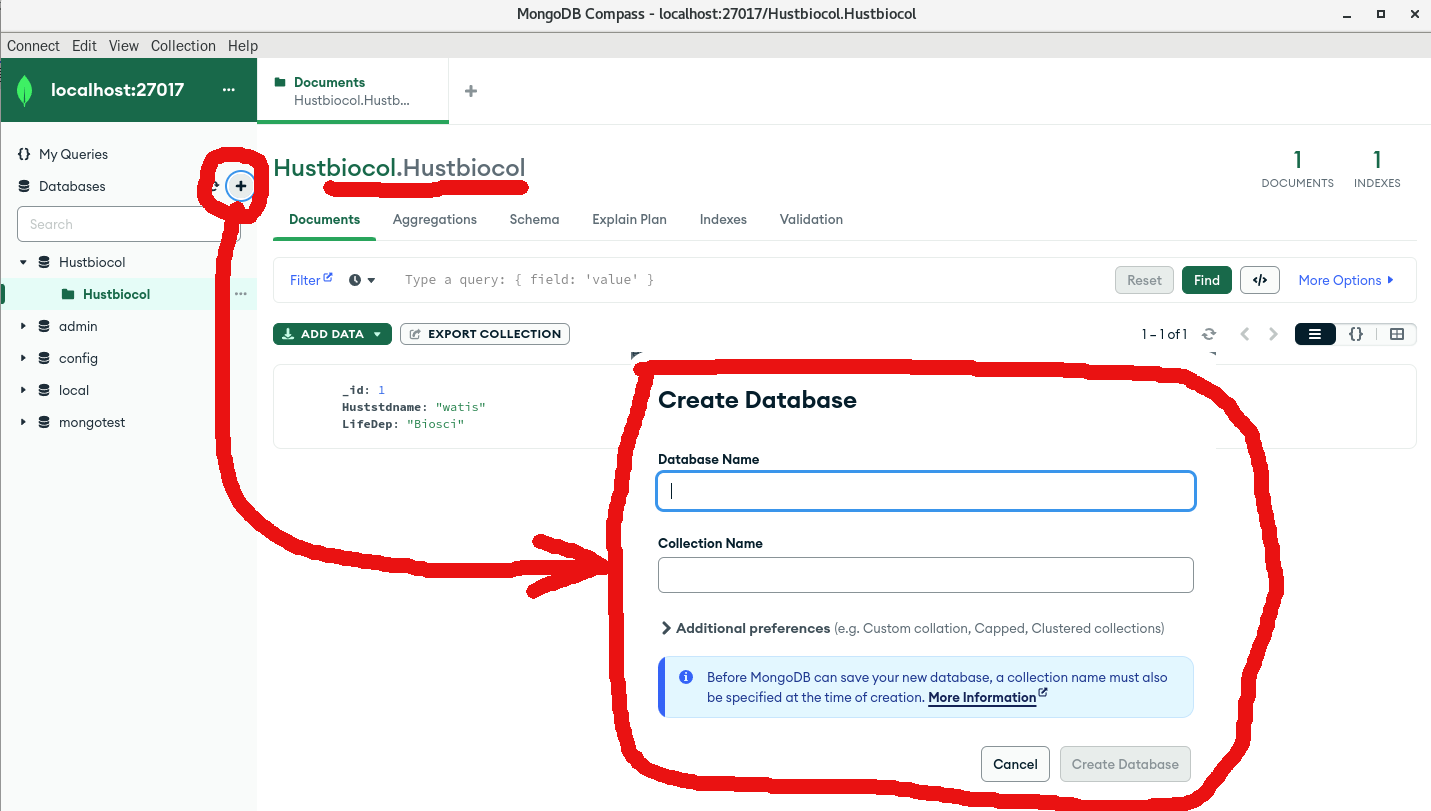 MongoDB Compass - localhost:27017/Hustbiocol.Hustbiocol
Connect Edit View Collection Help
localhost:27017 ...
Documents
Hustbiocol.Hustb...
{} My Queries
Databases
Search
Hustbiocol
Hustbiocol ...
admin
config
local
mongotest
Hustbiocol.Hustbiocol
1 DOCUMENTS
1 INDEXES
Documents Aggregations Schema Explain Plan Indexes Validation
Filter Type a query: { field: 'value' } Reset Find </> More Options
ADD DATA EXPORT COLLECTION 1 – 1 of 1 {}
_id: 1
Huststdname: "watis"
LifeDep: "Biosci"
Create Database
Database Name
Collection Name
Additional preferences (e.g. Custom collation, Capped, Clustered collections)
Before MongoDB can save your new database, a collection name must also
be specified at the time of creation. More Information
Cancel Create Database